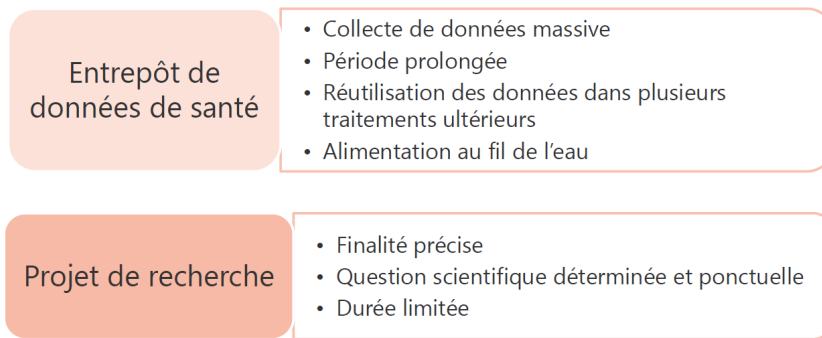 Entrepôt de
données de santé
• Collecte de données massive
• Période prolongée
• Réutilisation des données dans plusieurs
traitements ultérieurs
• Alimentation au fil de l’eau
Projet de recherche
• Finalité précise
• Question scientifique déterminée et ponctuelle
• Durée limitée